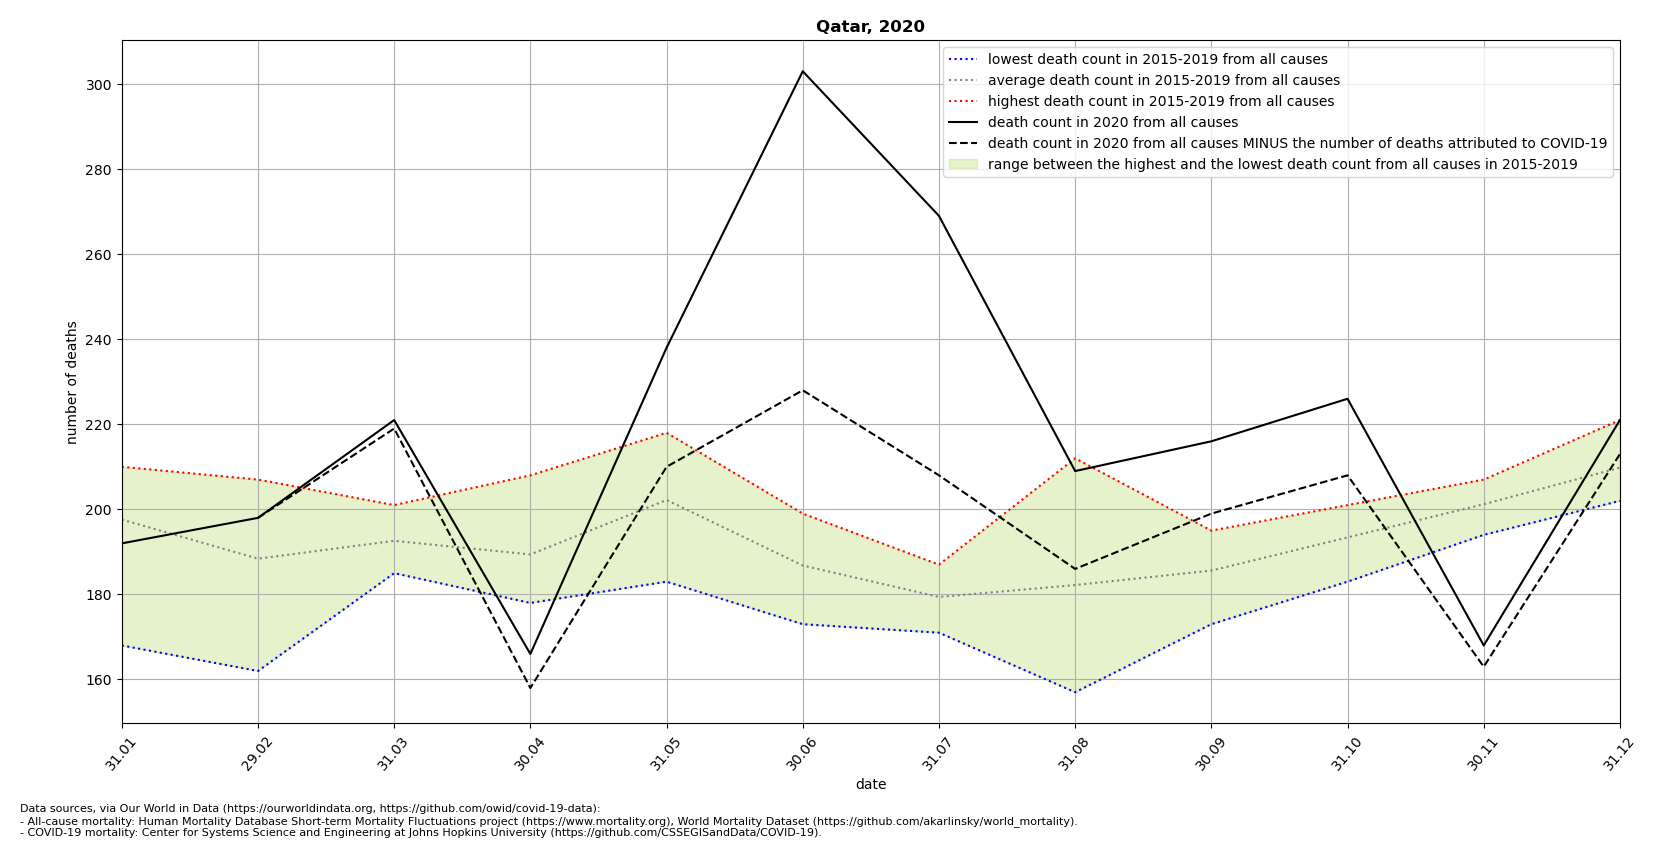 Qatar, 2020
lowest death count in 2015-2019 from all causes
average death count in 2015-2019 from all causes
highest death count in 2015-2019 from all causes
death count in 2020 from all causes
death count in 2020 from all causes MINUS the number of deaths attributed to COVID-19
range between the highest and the lowest death count from all causes in 2015-2019
number of deaths
300
280
260
240
220
200
180
160
31.01
29.02
31.03
30.04
31.05
30.06
31.07
31.08
30.09
31.10
30.11
31.12
date
Data sources, via Our World in Data (https://ourworldindata.org, https://github.com/owid/covid-19-data):
- All-cause mortality: Human Mortality Database Short-term Mortality Fluctuations project (https://www.mortality.org), World Mortality Dataset (https://github.com/akarlinsky/world_mortality).
- COVID-19 mortality: Center for Systems Science and Engineering at Johns Hopkins University (https://github.com/CSSEGISandData/COVID-19).